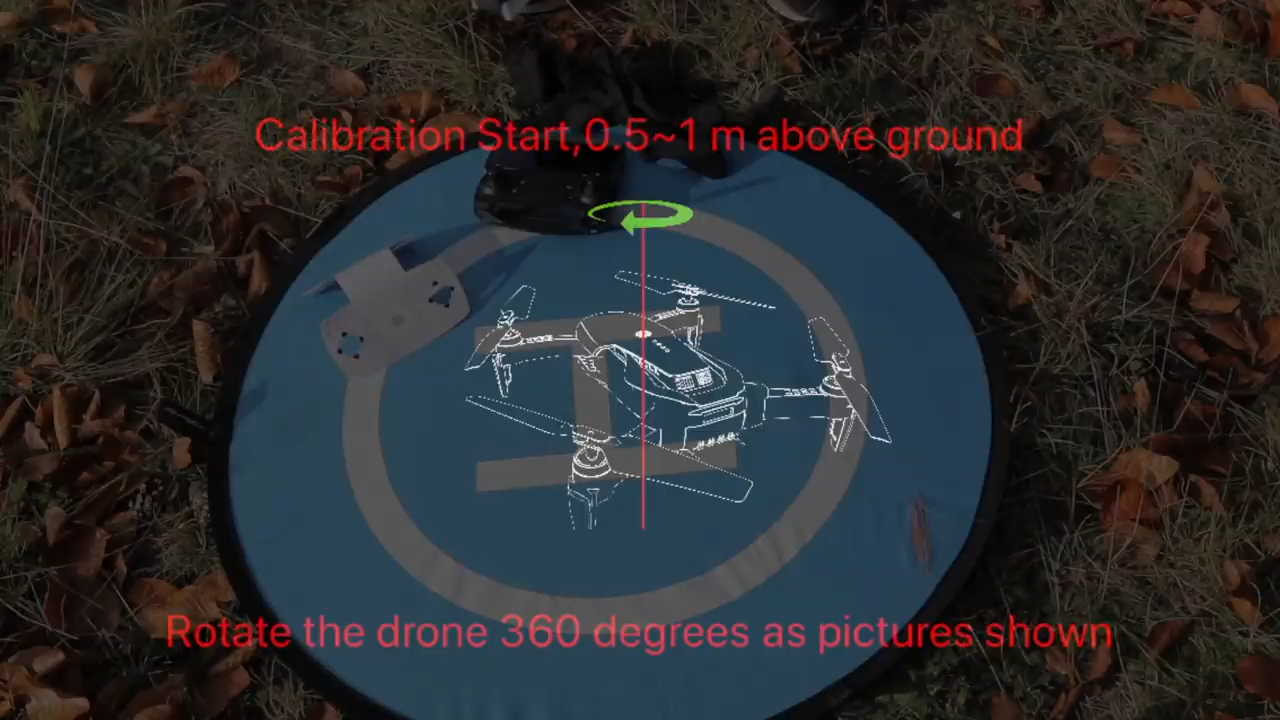 Calibration Start,0.5~1 m above ground
Rotate the drone 360 degrees as pictures shown